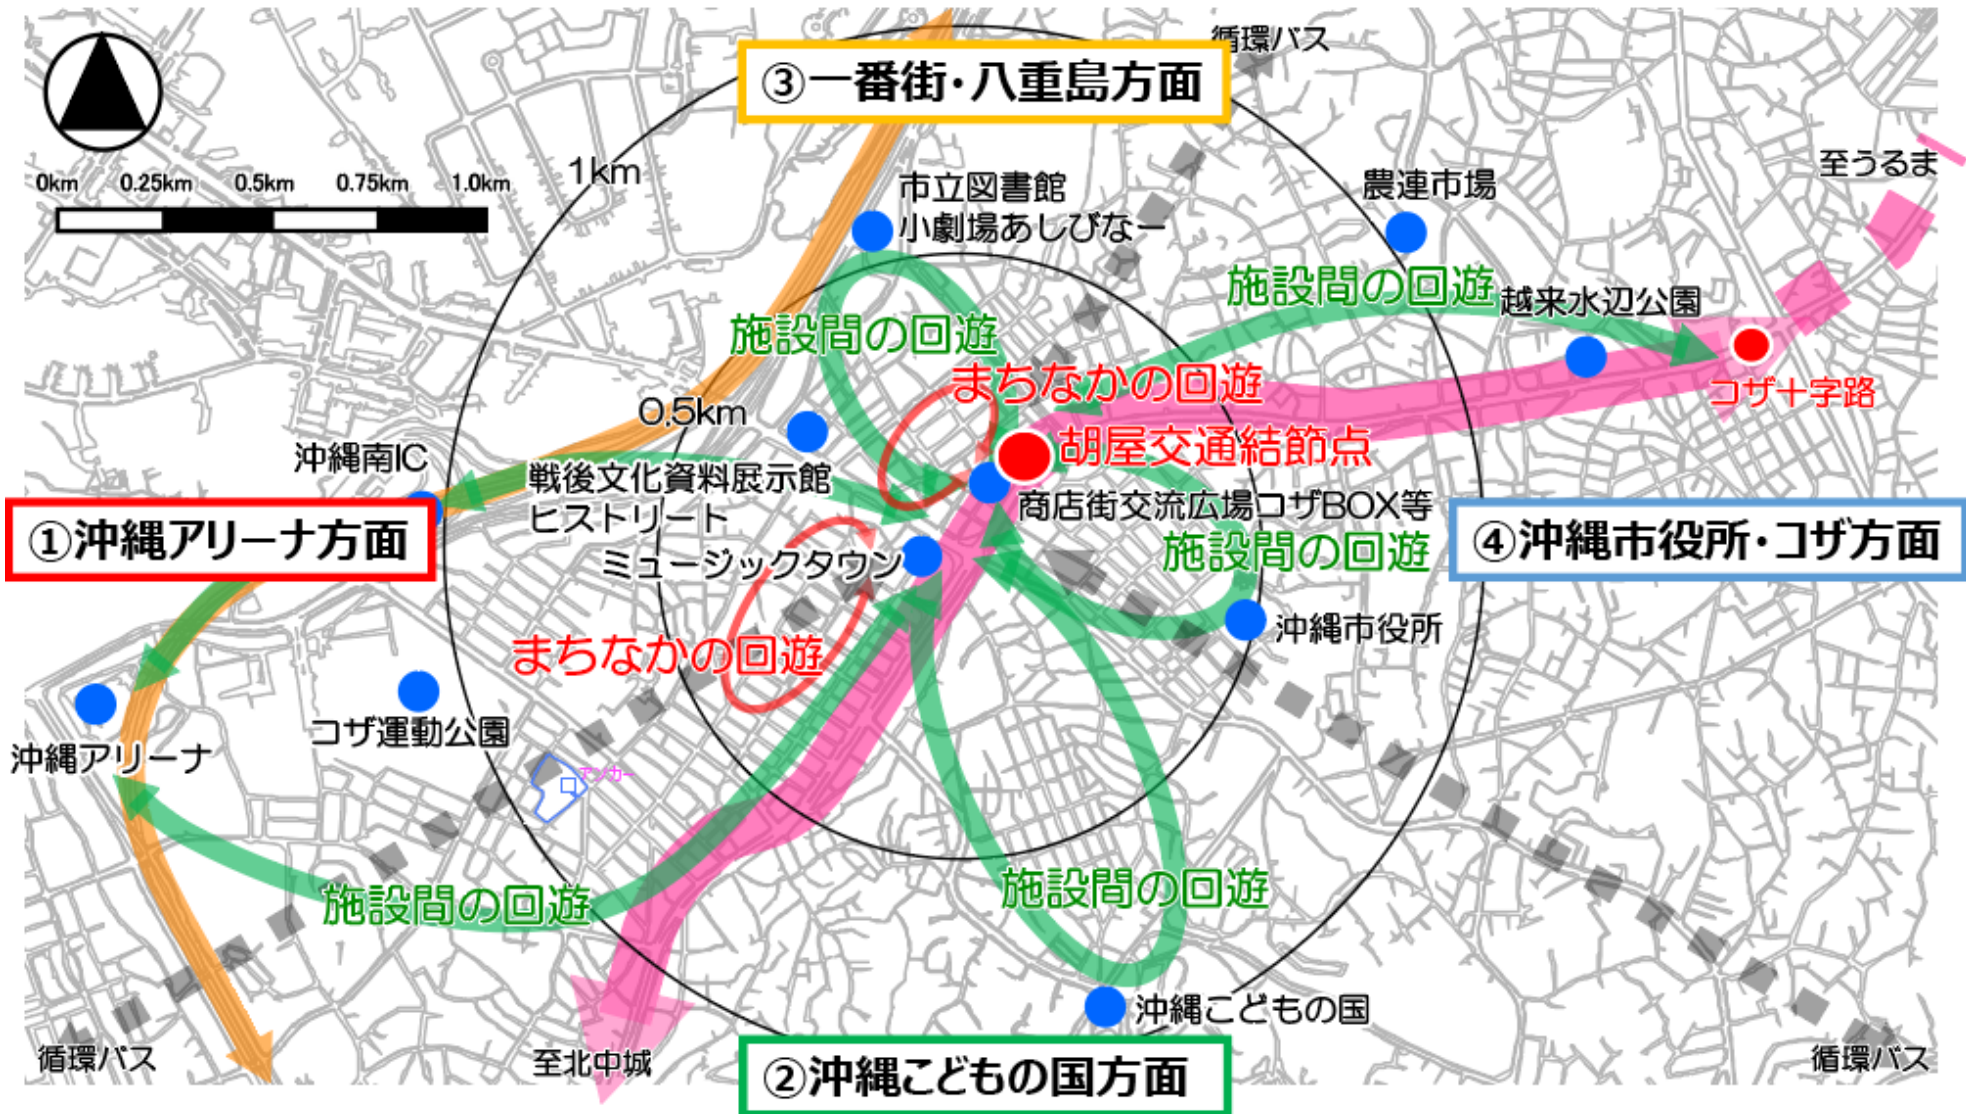 循環バス
③一番街・八重島方面
1km
0km 0.25km 0.5km 0.75km 1.0km
至うるま
市立図書館
小劇場あしびなー
農連市場
施設間の回遊
越来水辺公園
施設間の回遊
まちなかの回遊
コザ十字路
0.5km
胡屋交通結節点
沖縄南IC
戦後文化資料展示館
ヒストリート
商店街交流広場コザBOX等
①沖縄アリーナ方面
④沖縄市役所・コザ方面
施設間の回遊
ミュージックタウン
沖縄市役所
まちなかの回遊
コザ運動公園
沖縄アリーナ
アンカー
施設間の回遊
施設間の回遊
沖縄こどもの国
循環バス
至北中城
②沖縄こどもの国方面
循環バス